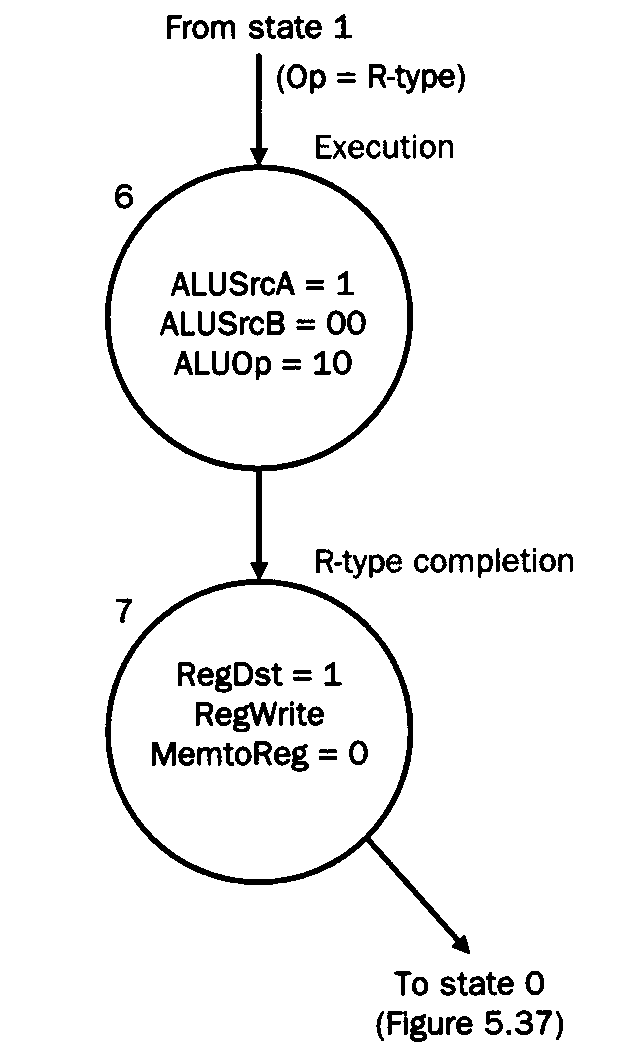 From state 1
(Op = R-type)
Execution
6
ALUSrcA = 1
ALUSrcB = 00
ALUOp = 10
R-type completion
7
RegDst = 1
RegWrite
MemtoReg = 0
To state 0
(Figure 5.37)